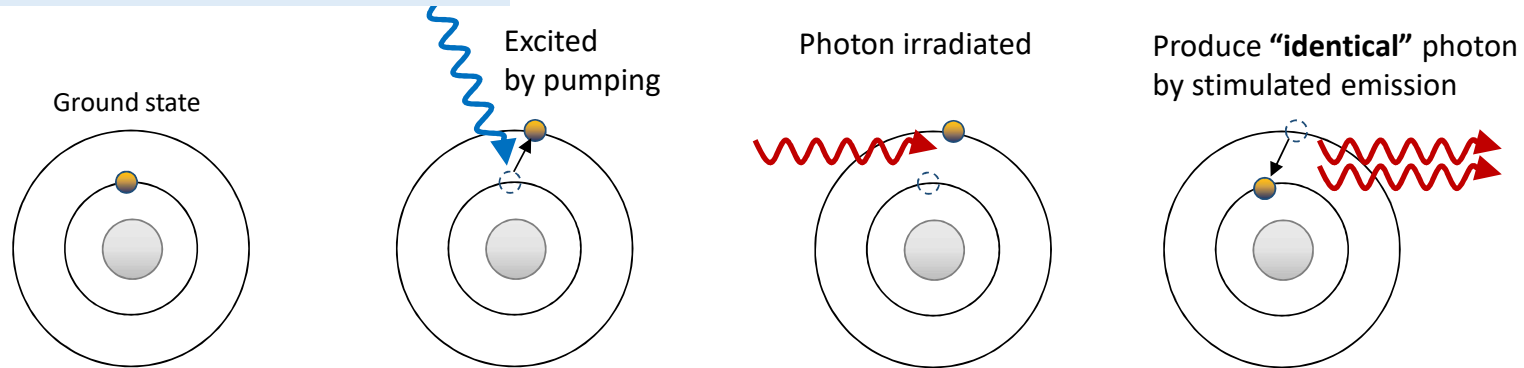 Ground state
Excited
by pumping
Photon irradiated
Produce “identical” photon
by stimulated emission